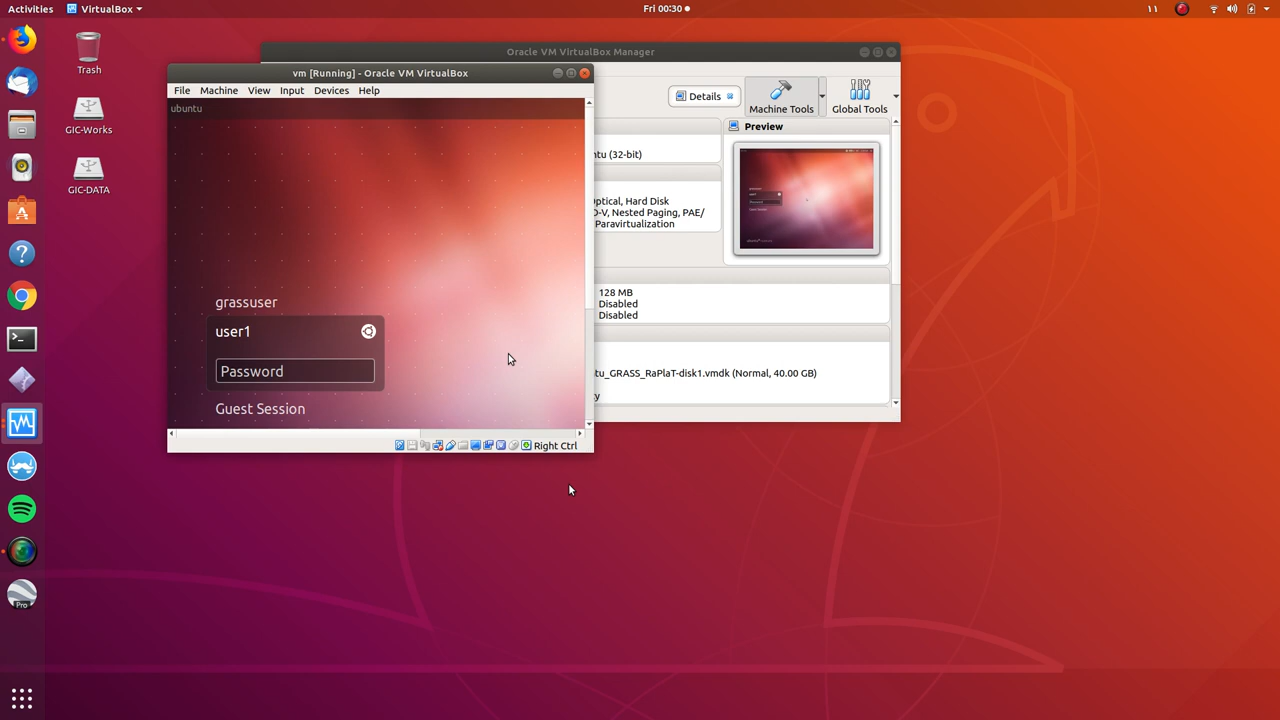 Activities
VirtualBox
Fri 00:30
Trash
GIC-Works
GIC-DATA
Pro
Oracle VM VirtualBox Manager
Details
Machine Tools
Global Tools
Preview
ntu (32-bit)
Optical, Hard Disk
D-V, Nested Paging, PAE/
Paravirtualization
128 MB
Disabled
Disabled
tu_GRASS_RaPlaT-disk1.vmdk (Normal, 40.00 GB)
vm [Running] - Oracle VM VirtualBox
File Machine View Input Devices Help
ubuntu
grassuser
user1
Password
Guest Session
Right Ctrl